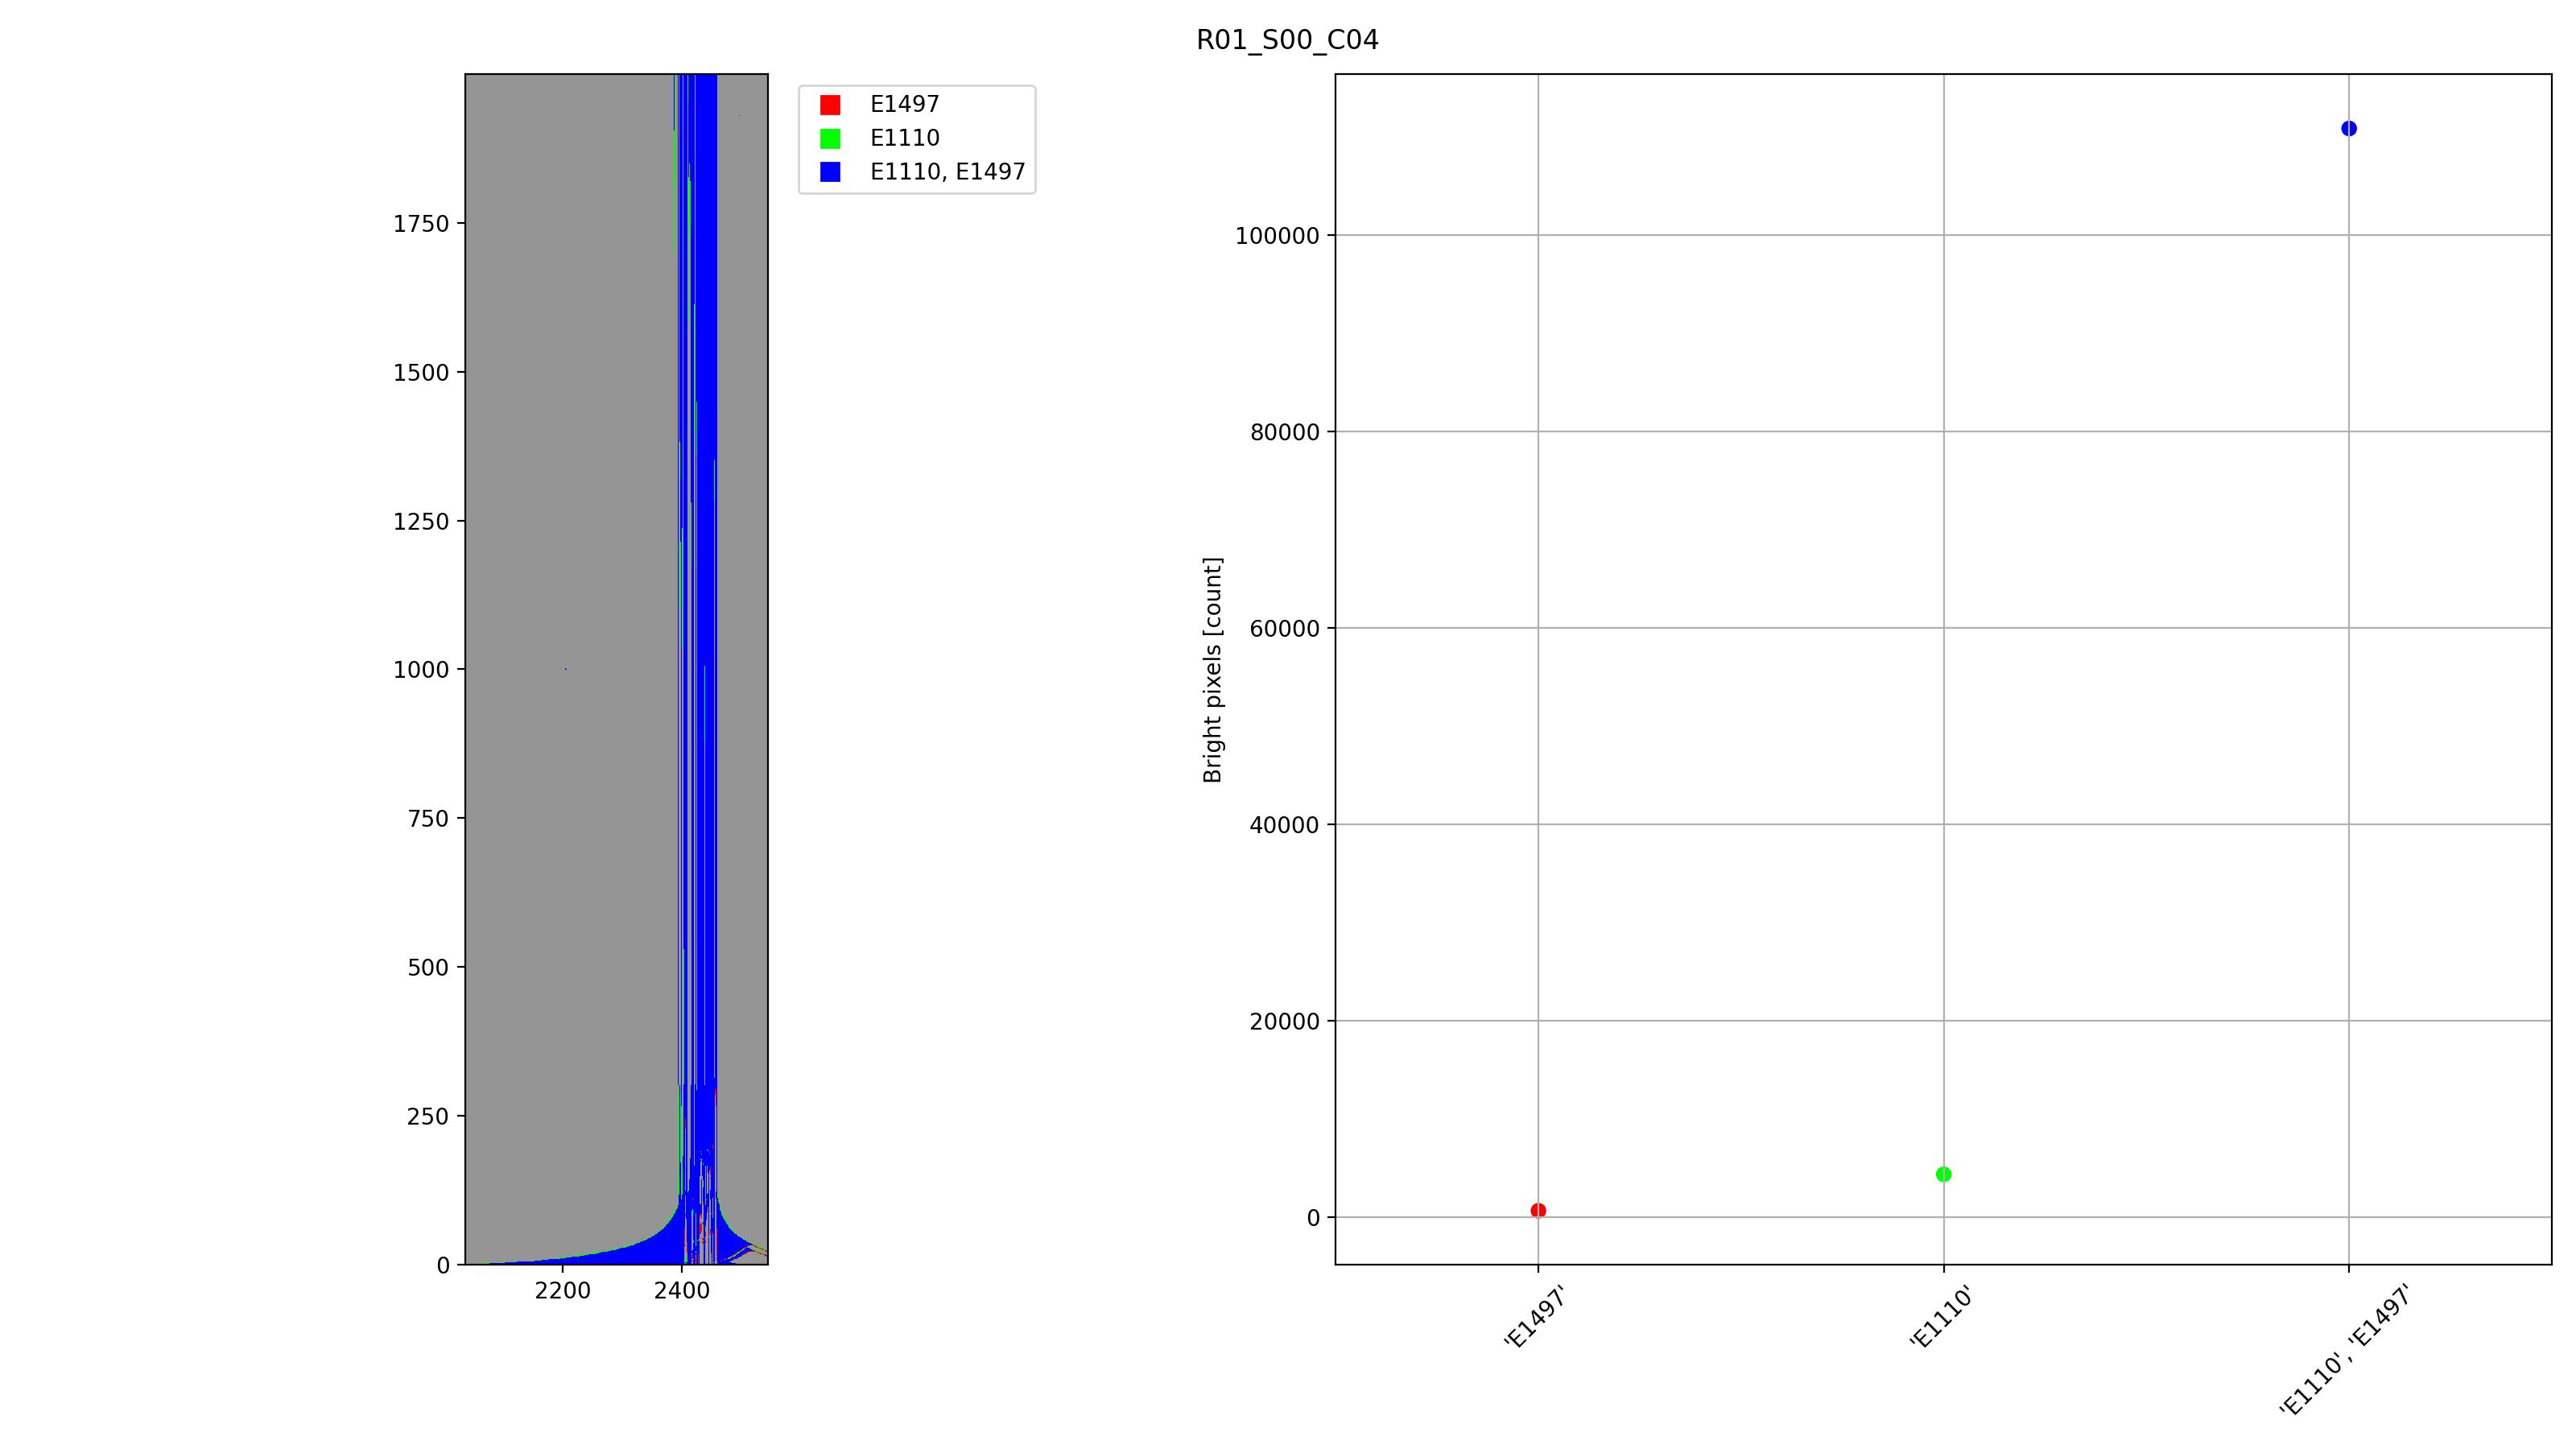 R01_S00_C04
E1497
E1110
E1110, E1497
1750
1500
1250
1000
750
500
250
0
2200
2400
Bright pixels [count]
100000
80000
60000
40000
20000
0
'E1497'
'E1110'
'E1110', 'E1497'